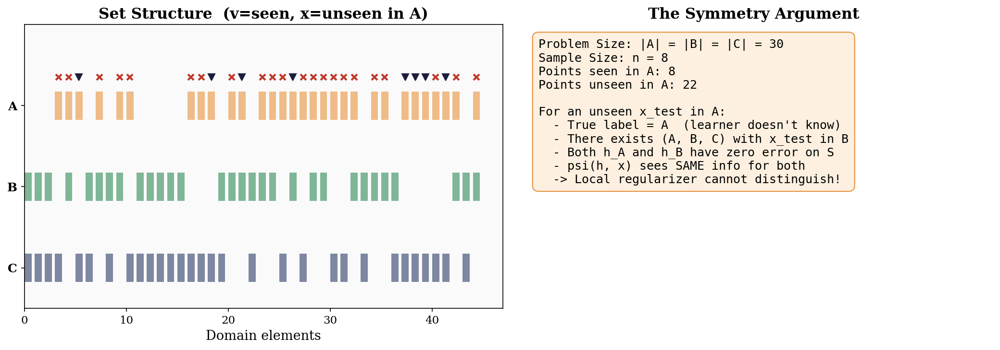 Set Structure  (v=seen, x=unseen in A)
A
B
C
0 10 20 30 40
Domain elements
The Symmetry Argument
Problem Size: |A| = |B| = |C| = 30
Sample Size: n = 8
Points seen in A: 8
Points unseen in A: 22
For an unseen x_test in A:
- True label = A  (learner doesn't know)
- There exists (A, B, C) with x_test in B
- Both h_A and h_B have zero error on S
- psi(h, x) sees SAME info for both
-> Local regularizer cannot distinguish!